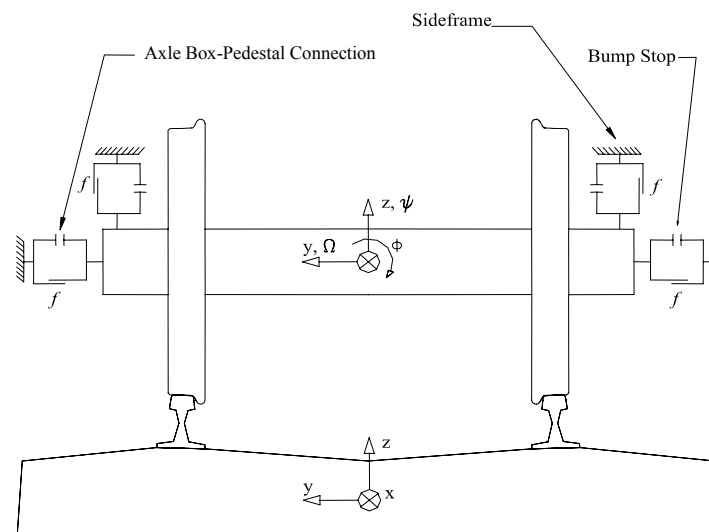 Sideframe
Axle Box-Pedestal Connection
Bump Stop
f
f
z, ψ
y, Ω
ϕ
f
f
z
y
x